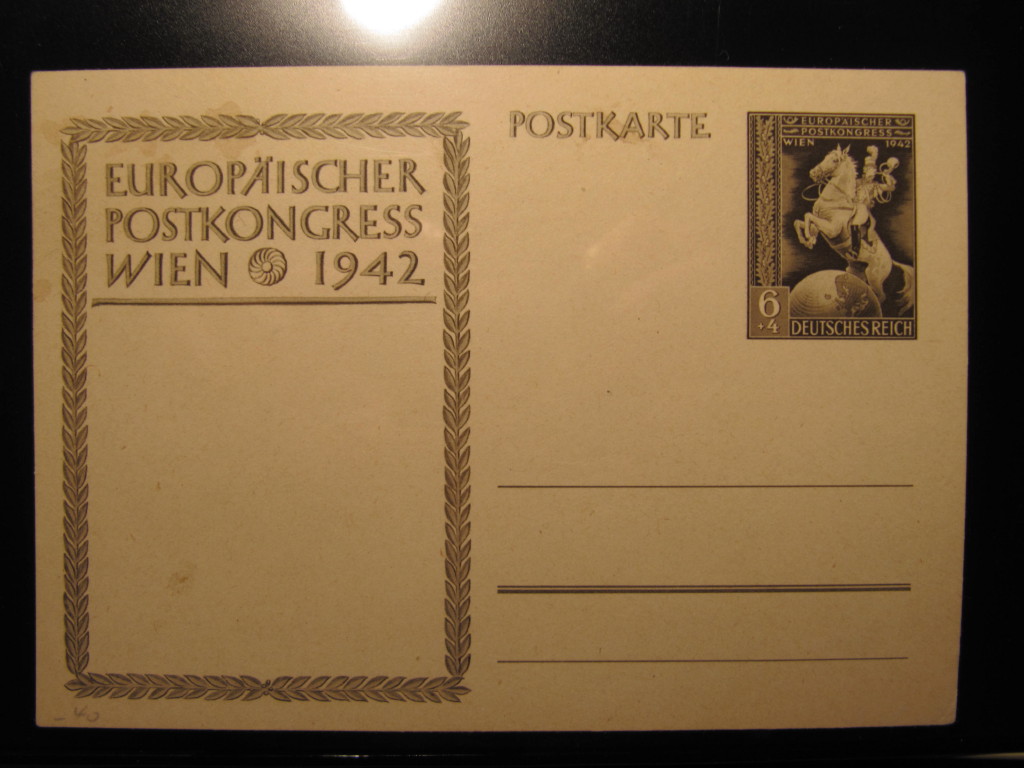 EUROPÄISCHER
POSTKONGRESS
WIEN 1942
POSTKARTE
EUROPÄISCHER
POSTKONGRESS
WIEN 1942
6
+4
DEUTSCHES REICH